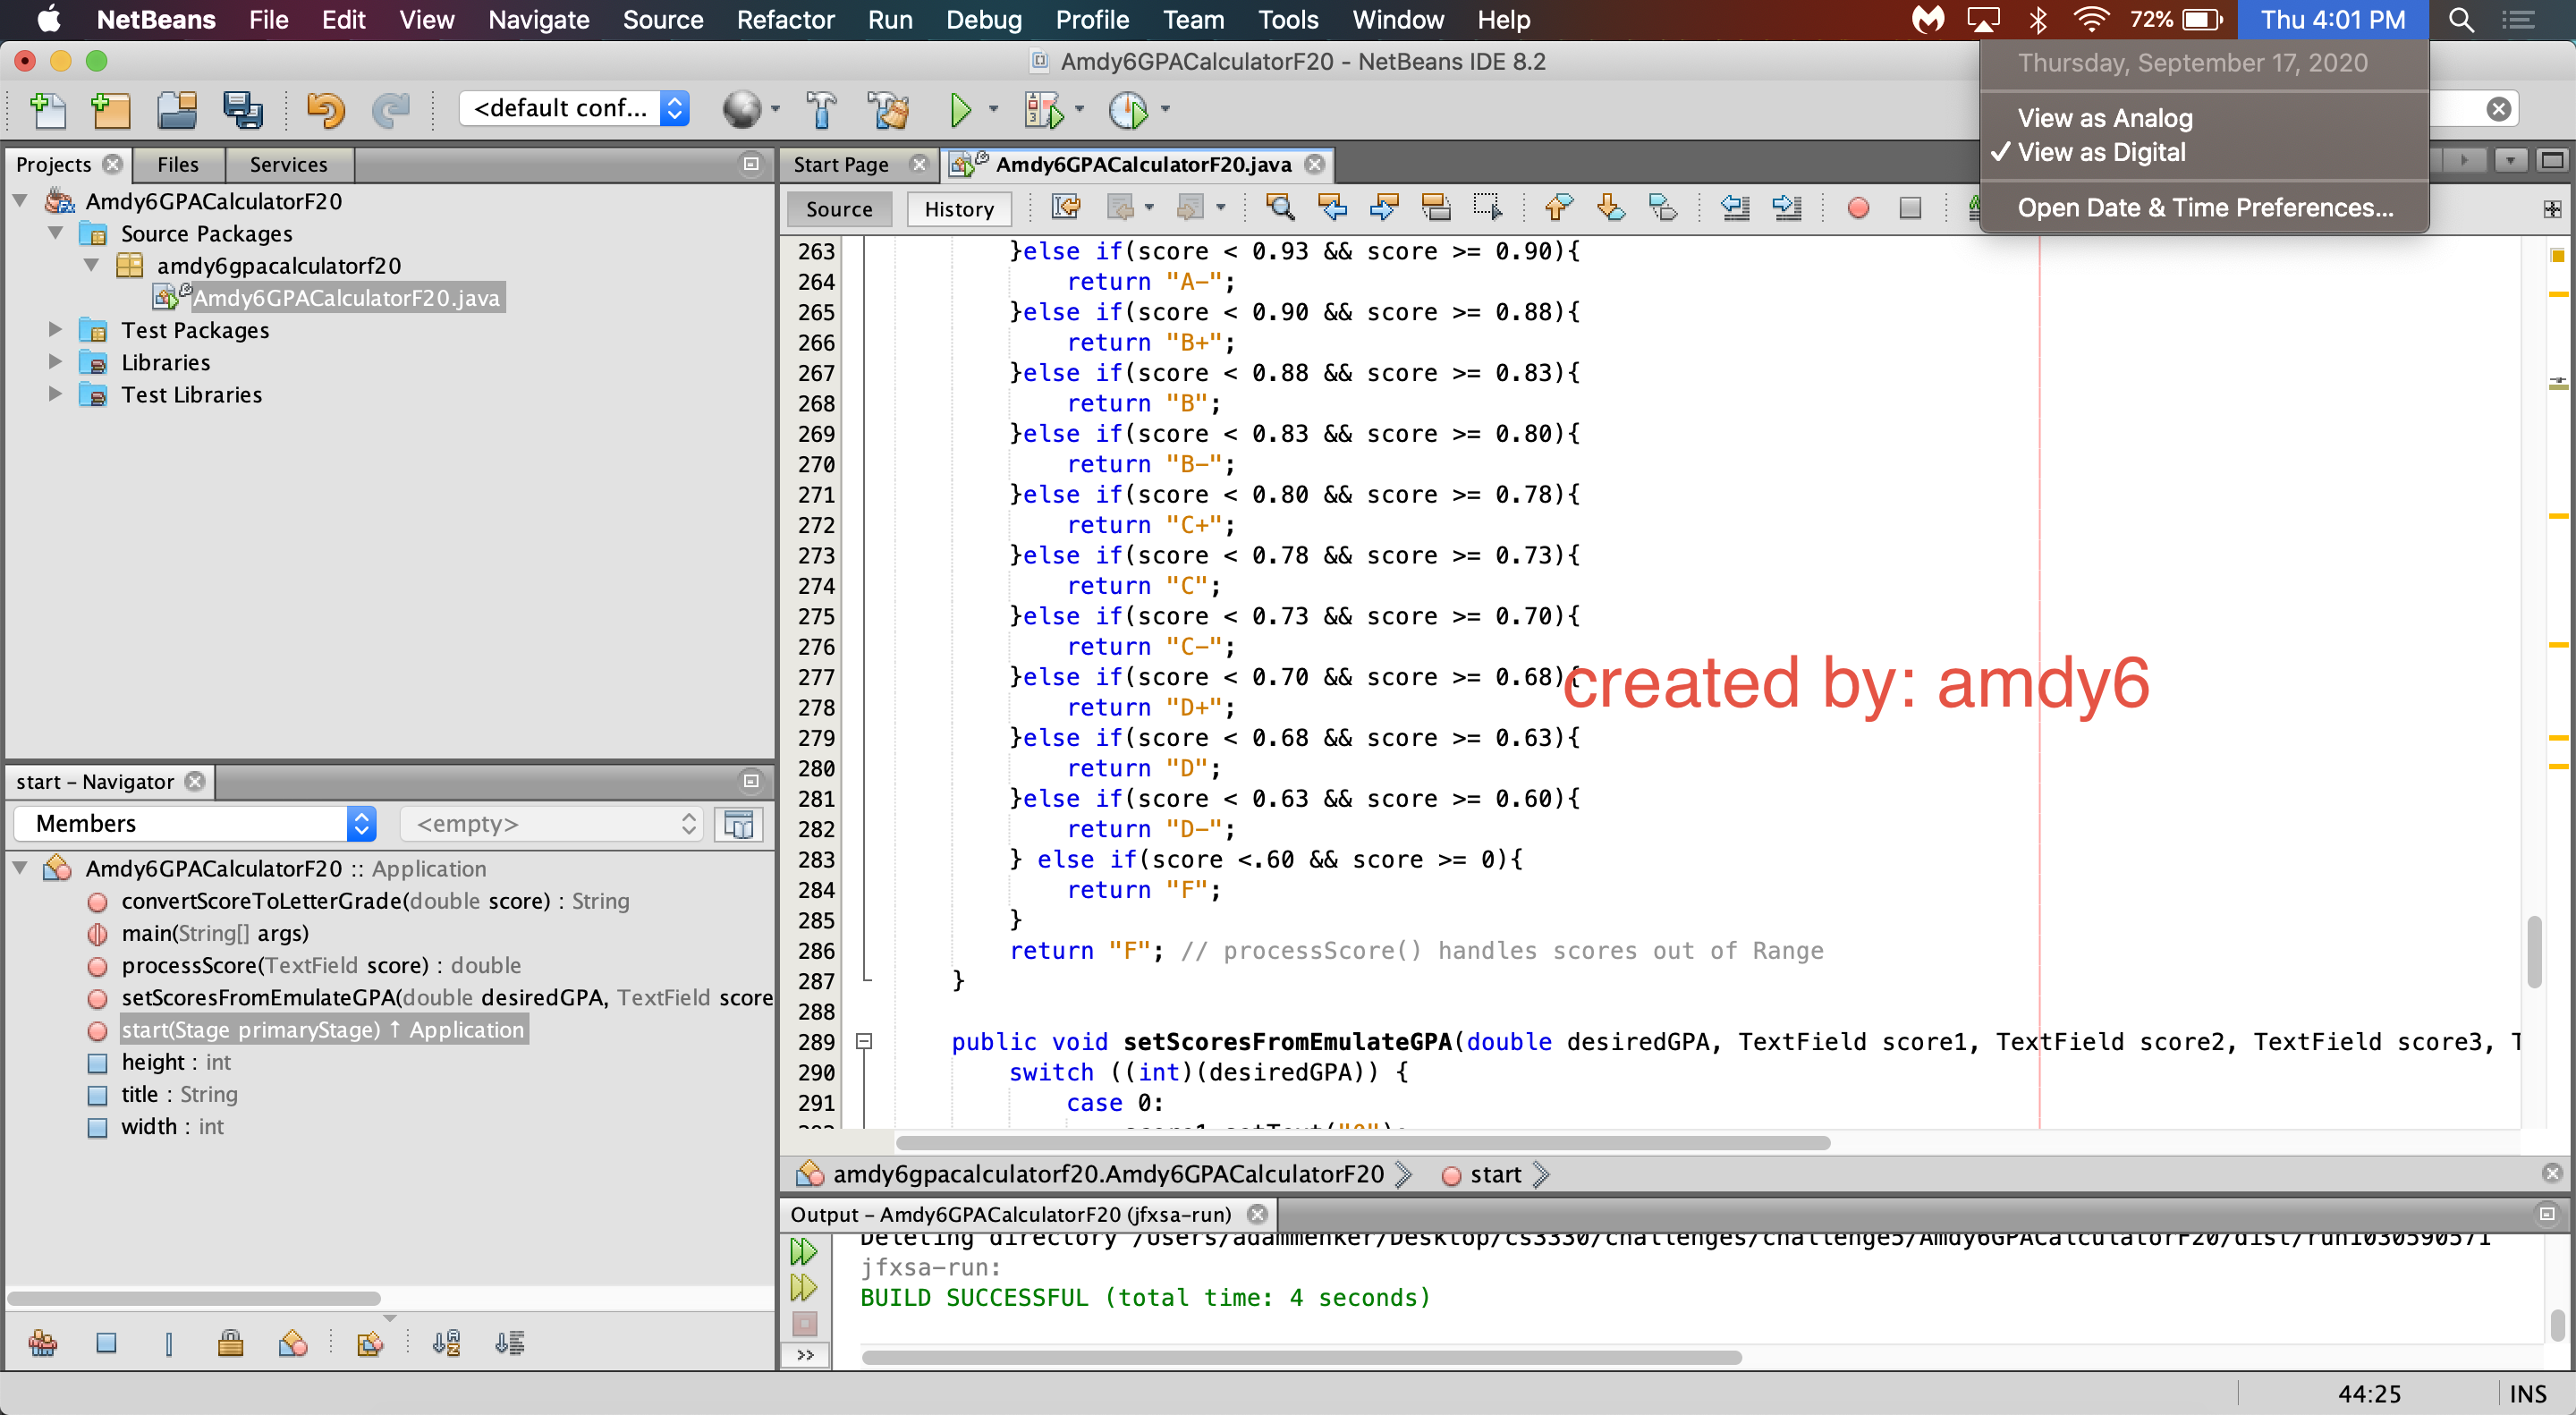 NetBeans File Edit View Navigate Source Refactor Run Debug Profile Team Tools Window Help 72% Thu 4:01 PM
Amdy6GPACalculatorF20 - NetBeans IDE 8.2
Thursday, September 17, 2020
View as Analog
✓ View as Digital
Open Date & Time Preferences...
<default conf...
Projects Files Services
Amdy6GPACalculatorF20
Source Packages
amdy6gpacalculatorf20
Amdy6GPACalculatorF20.java
Test Packages
Libraries
Test Libraries
start - Navigator
Members <empty>
Amdy6GPACalculatorF20 :: Application
convertScoreToLetterGrade(double score) : String
main(String[] args)
processScore(TextField score) : double
setScoresFromEmulateGPA(double desiredGPA, TextField score
start(Stage primaryStage) ↑ Application
height : int
title : String
width : int
Start Page Amdy6GPACalculatorF20.java
Source History
263 }else if(score < 0.93 && score >= 0.90){
264 return "A-";
265 }else if(score < 0.90 && score >= 0.88){
266 return "B+";
267 }else if(score < 0.88 && score >= 0.83){
268 return "B";
269 }else if(score < 0.83 && score >= 0.80){
270 return "B-";
271 }else if(score < 0.80 && score >= 0.78){
272 return "C+";
273 }else if(score < 0.78 && score >= 0.73){
274 return "C";
275 }else if(score < 0.73 && score >= 0.70){
276 return "C-";
277 }else if(score < 0.70 && score >= 0.68){
278 return "D+";
279 }else if(score < 0.68 && score >= 0.63){
280 return "D";
281 }else if(score < 0.63 && score >= 0.60){
282 return "D-";
283 } else if(score <.60 && score >= 0){
284 return "F";
285 }
286 return "F"; // processScore() handles scores out of Range
287 }
288
289 public void setScoresFromEmulateGPA(double desiredGPA, TextField score1, TextField score2, TextField score3, T
290 switch ((int)(desiredGPA)) {
291 case 0:
created by: amdy6
amdy6gpacalculatorf20.Amdy6GPACalculatorF20 start
Output - Amdy6GPACalculatorF20 (jfxsa-run)
Deleting directory /Users/adammenker/Desktop/cs3330/challenges/challenge5/Amdy6GPACalculatorF20/dist/run1030590571
jfxsa-run:
BUILD SUCCESSFUL (total time: 4 seconds)
44:25 INS